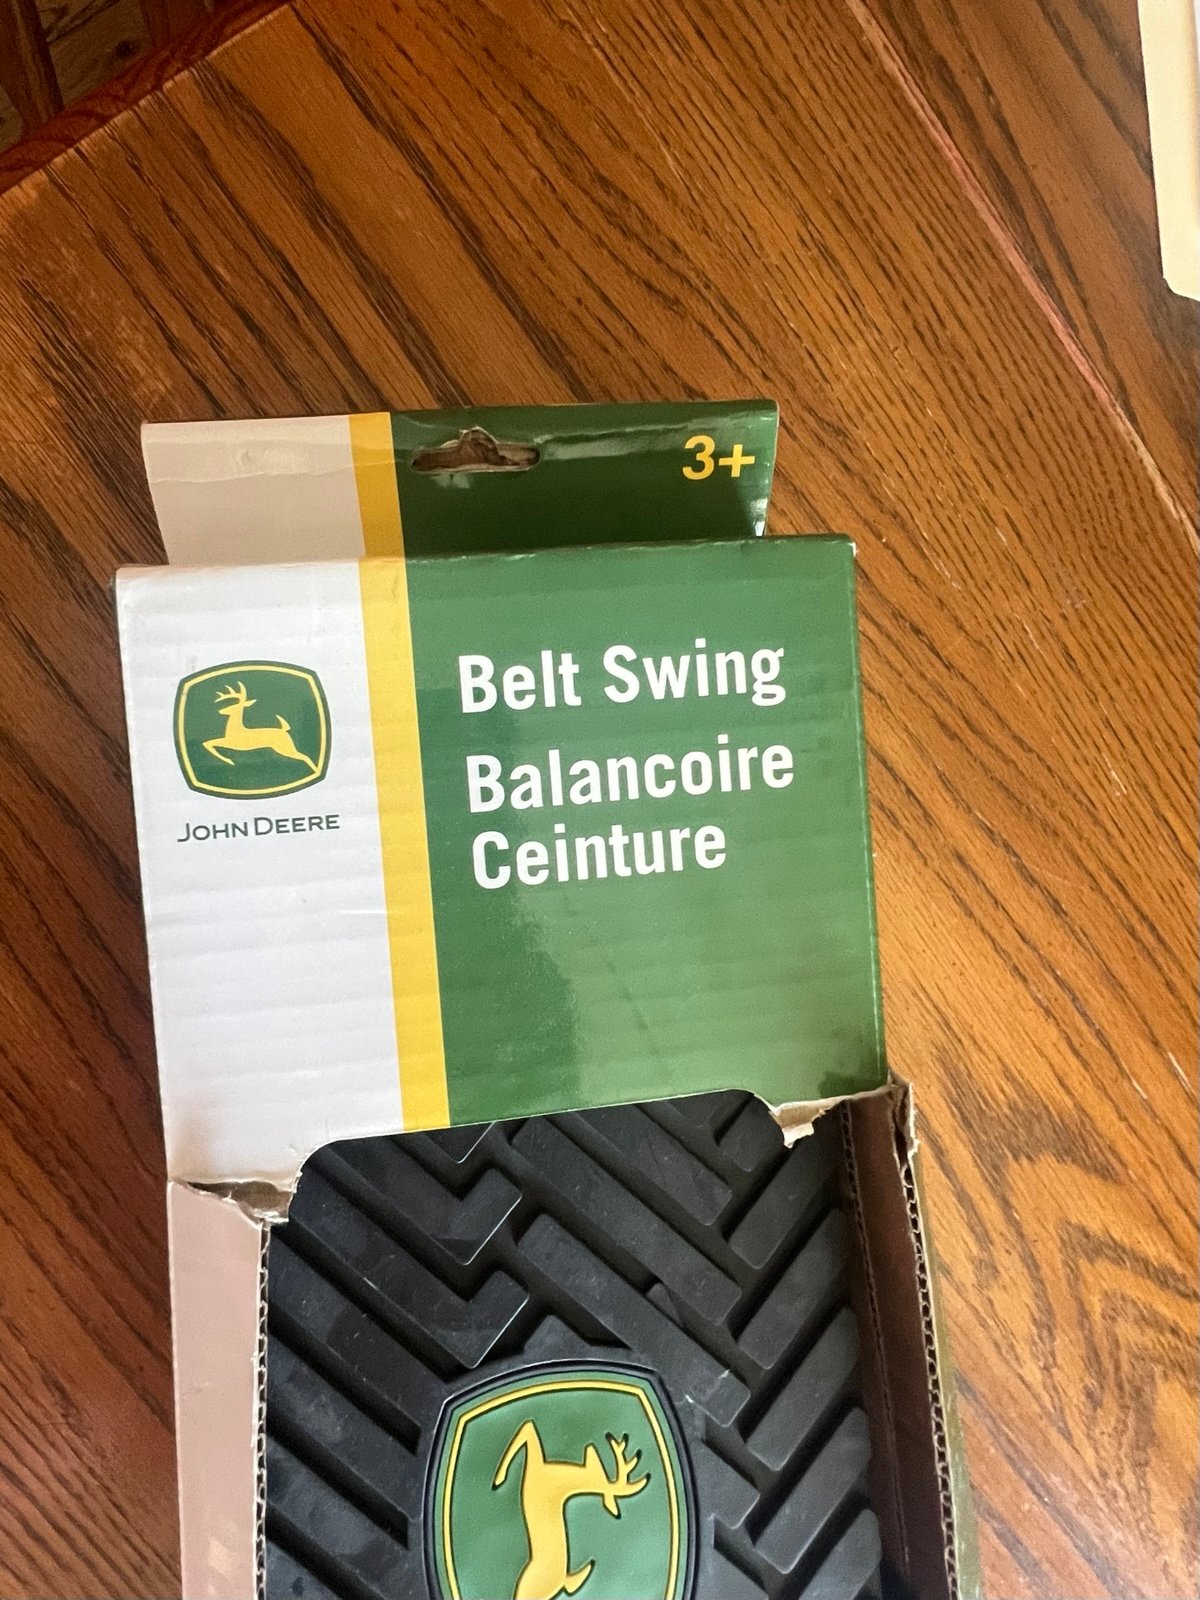 3+
Belt Swing
Balancoire
Ceinture
JOHN DEERE